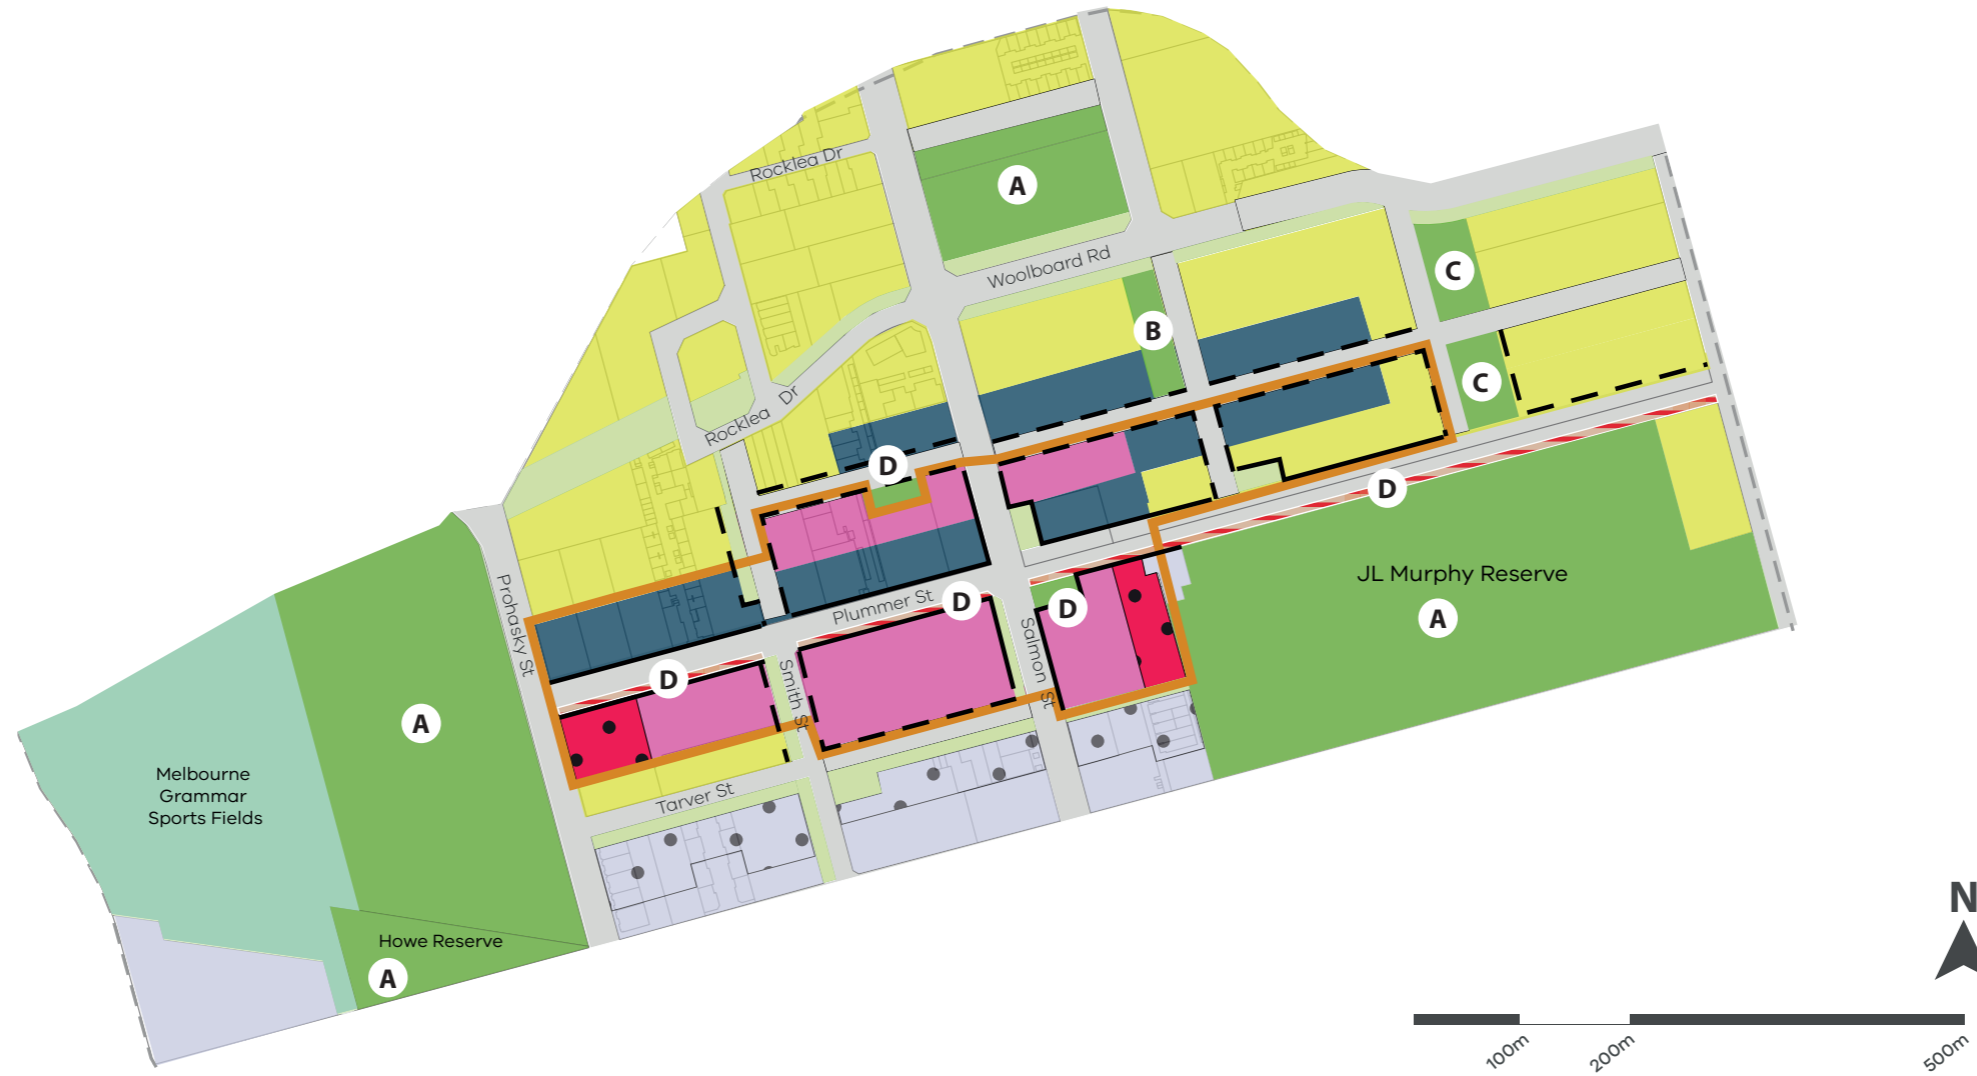 Rocklea Dr
A
Woolboard Rd
C
B
C
Rocklea Dr
D
D
Prohasky St
JL Murphy Reserve
A
Plummer St
D
D
Salmon St
Smith St
D
A
Melbourne
Grammar
Sports Fields
Tarver St
Howe Reserve
A
N
100m
200m
500m